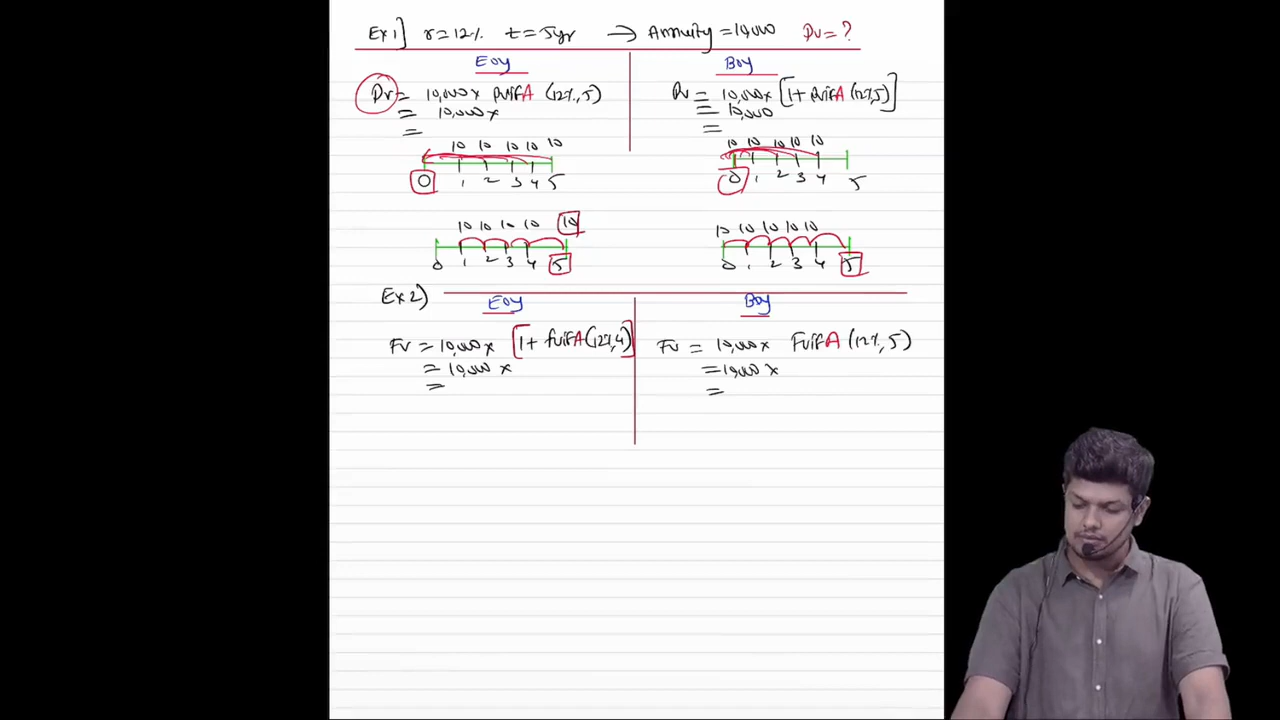 Ex 1] r = 12% t = 5yr → Annuity = 10,000 Pv = ?
Eoy
Pv = 10,000 x PvifA (12%, 5)
= 10,000 x
=
10 10 10 10 10
0 1 2 3 4 5
10 10 10 10 10
0 1 2 3 4 5
Boy
Pv = 10,000 x [1 + PvifA (12%, 5)]
= 10,000
=
10 10 10 10 10
0 1 2 3 4 5
10 10 10 10 10
0 1 2 3 4 5
Ex 2)
Eoy
Fv = 10,000 x [1 + FvifA (12%, 4)]
= 10,000 x
=
Boy
Fv = 10,000 x FvifA (12%, 5)
= 10,000 x
=